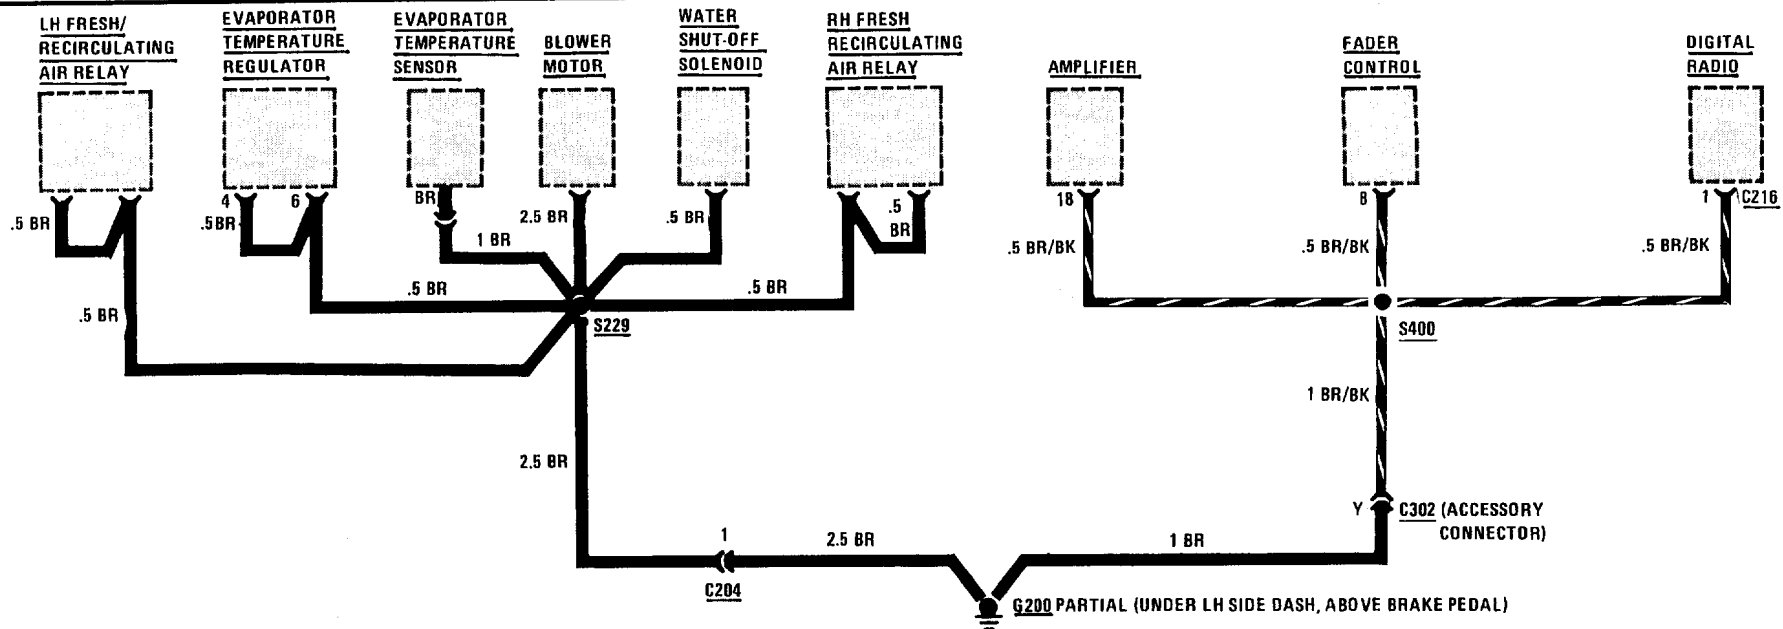 LH FRESH/
RECIRCULATING
AIR RELAY
EVAPORATOR
TEMPERATURE
REGULATOR
EVAPORATOR
TEMPERATURE
SENSOR
BLOWER
MOTOR
WATER
SHUT-OFF
SOLENOID
RH FRESH
RECIRCULATING
AIR RELAY
AMPLIFIER
FADER
CONTROL
DIGITAL
RADIO
4
6
BR
18
8
1
C216
.5 BR
.5BR
1 BR
2.5 BR
.5 BR
.5
BR
.5 BR/BK
.5 BR/BK
.5 BR/BK
.5 BR
.5 BR
.5 BR
S229
S400
1 BR/BK
2.5 BR
Y
C302 (ACCESSORY
CONNECTOR)
1
2.5 BR
1 BR
C204
G200 PARTIAL (UNDER LH SIDE DASH, ABOVE BRAKE PEDAL)